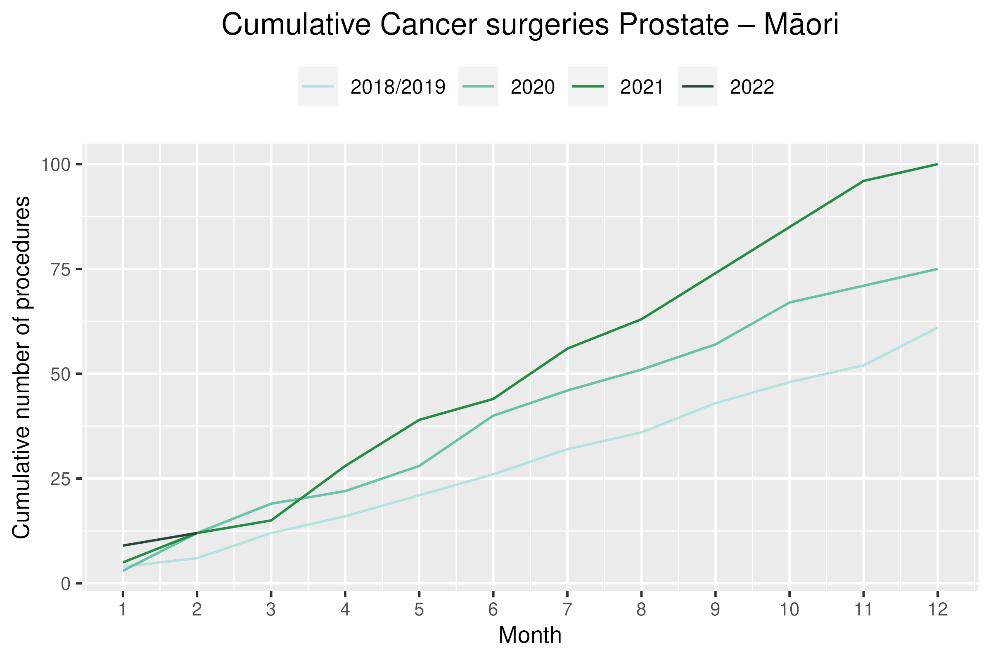 Cumulative Cancer surgeries Prostate – Māori
2018/2019 2020 2021 2022
Cumulative number of procedures
100
75
50
25
0
1 2 3 4 5 6 7 8 9 10 11 12
Month